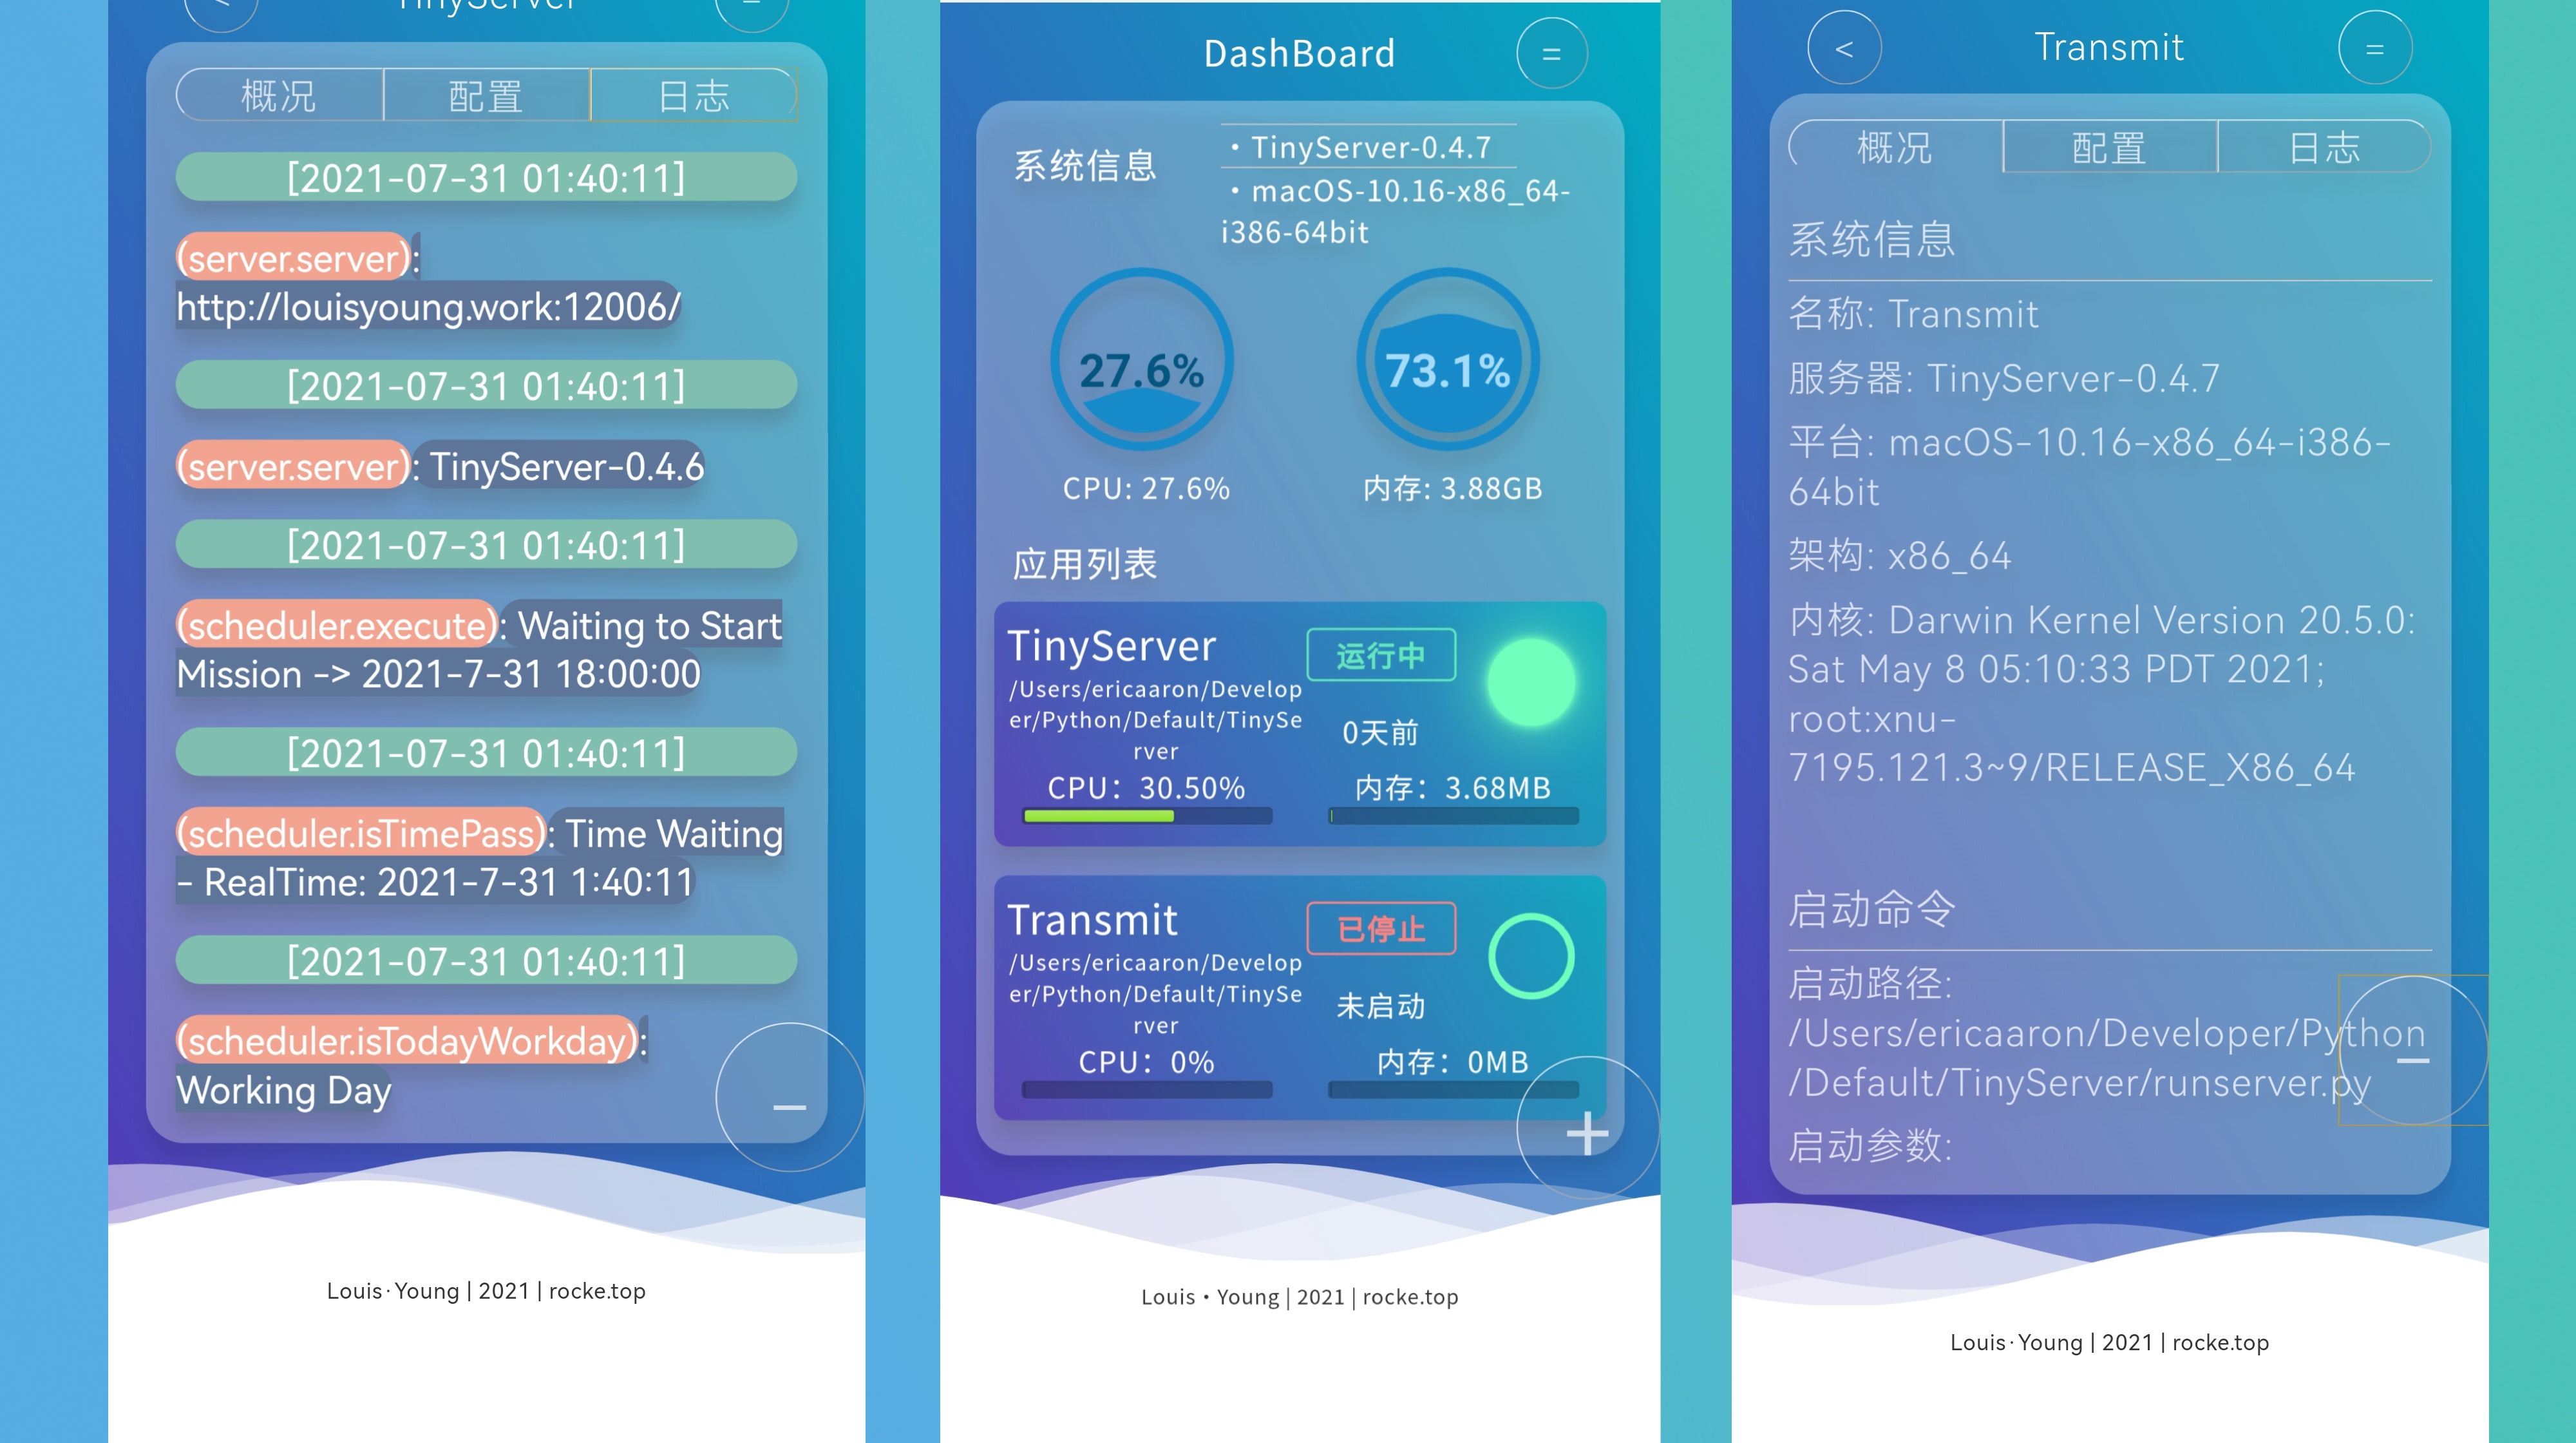 TinyServer
<
=
概况
配置
日志
[2021-07-31 01:40:11]
(server.server):
http://louisyoung.work:12006/
[2021-07-31 01:40:11]
(server.server): TinyServer-0.4.6
[2021-07-31 01:40:11]
(scheduler.execute): Waiting to Start
Mission -> 2021-7-31 18:00:00
[2021-07-31 01:40:11]
(scheduler.isTimePass): Time Waiting
- RealTime: 2021-7-31 1:40:11
[2021-07-31 01:40:11]
(scheduler.isTodayWorkday):
Working Day
−
Louis·Young | 2021 | rocke.top
DashBoard
=
系统信息
・TinyServer-0.4.7
・macOS-10.16-x86_64-
i386-64bit
27.6%
73.1%
CPU: 27.6%
内存: 3.88GB
应用列表
TinyServer
运行中
/Users/ericaaron/Develop
er/Python/Default/TinySe
rver
0天前
CPU：30.50%
内存：3.68MB
Transmit
已停止
/Users/ericaaron/Develop
er/Python/Default/TinySe
rver
未启动
CPU：0%
内存：0MB
+
Louis・Young | 2021 | rocke.top
<
Transmit
=
概况
配置
日志
系统信息
名称: Transmit
服务器: TinyServer-0.4.7
平台: macOS-10.16-x86_64-i386-
64bit
架构: x86_64
内核: Darwin Kernel Version 20.5.0:
Sat May 8 05:10:33 PDT 2021;
root:xnu-
7195.121.3~9/RELEASE_X86_64
启动命令
启动路径:
/Users/ericaaron/Developer/Python
/Default/TinyServer/runserver.py
−
启动参数:
Louis·Young | 2021 | rocke.top